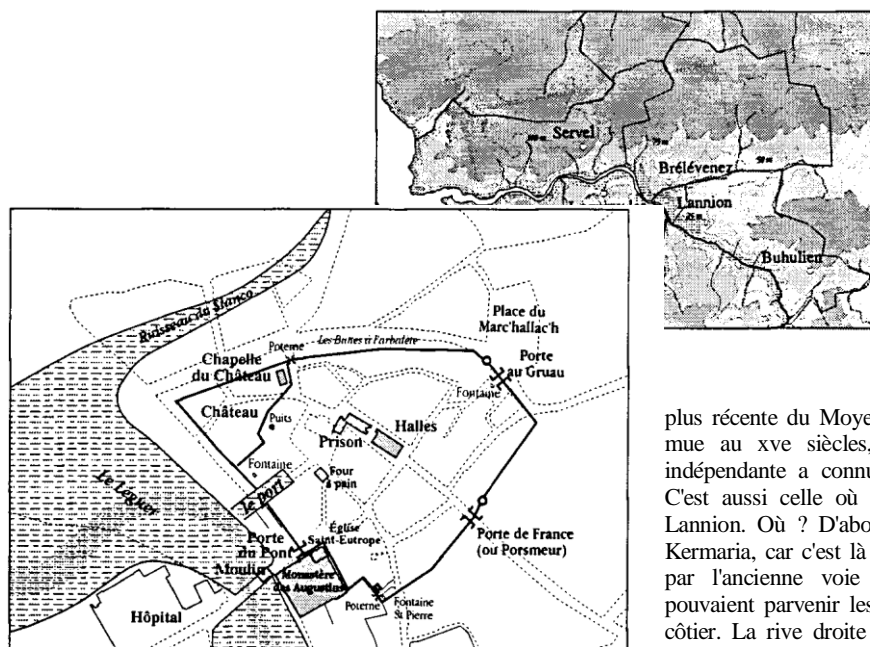 Servel
Brélévenez
Lannion
Buhulien
Ruisseau du Stanco
Place du
Marc'hallac'h
Poterne
Les Buttes à l'arbalète
Porte
au Gruau
Chapelle
du Château
Fontaine
Château
Puits
Halles
Prison
Fontaine
Four
à pain
Le Léguer
le port
Église
Saint-Eutrope
Porte de France
(ou Porsmeur)
Porte
du Pont
Moulin
Monastère
des Augustins
Hôpital
Poterne
Fontaine
St Pierre
plus récente du Moye
mue au xve siècles,
indépendante a connu
C'est aussi celle où
Lannion. Où ? D'abo
Kermaria, car c'est là
par l'ancienne voie
pouvaient parvenir les
côtier. La rive droite